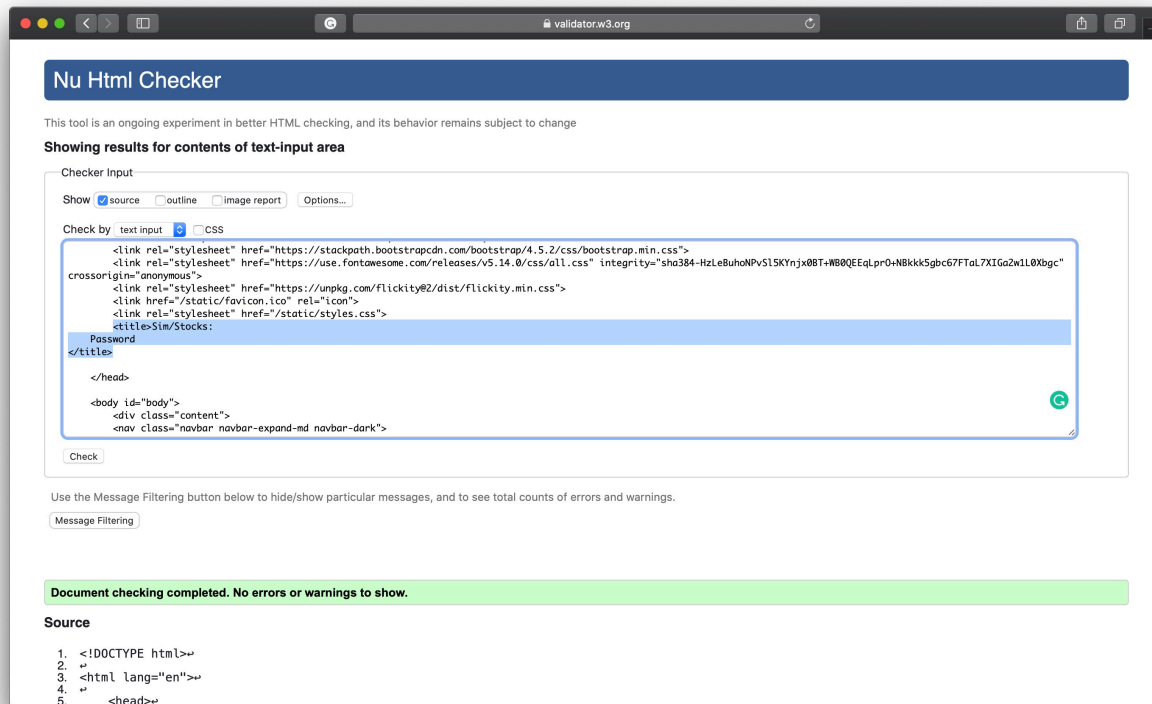 validator.w3.org
Nu Html Checker
This tool is an ongoing experiment in better HTML checking, and its behavior remains subject to change
Showing results for contents of text-input area
Checker Input
Show source outline image report Options...
Check by text input CSS
<link rel="stylesheet" href="https://stackpath.bootstrapcdn.com/bootstrap/4.5.2/css/bootstrap.min.css">
<link rel="stylesheet" href="https://use.fontawesome.com/releases/v5.14.0/css/all.css" integrity="sha384-HzLeBuhoNPvSl5KYnjx0BT+WB0QEEqLprO+NBkkk5gbc67FTaL7XIGa2w1L0Xbgc"
crossorigin="anonymous">
<link rel="stylesheet" href="https://unpkg.com/flickity@2/dist/flickity.min.css">
<link href="/static/favicon.ico" rel="icon">
<link rel="stylesheet" href="/static/styles.css">
<title>Sim/Stocks:
Password
</title>
</head>
<body id="body">
<div class="content">
<nav class="navbar navbar-expand-md navbar-dark">
Check
Use the Message Filtering button below to hide/show particular messages, and to see total counts of errors and warnings.
Message Filtering
Document checking completed. No errors or warnings to show.
Source
1. <!DOCTYPE html>↩
2. ↩
3. <html lang="en">↩
4. ↩
5. <head>↩